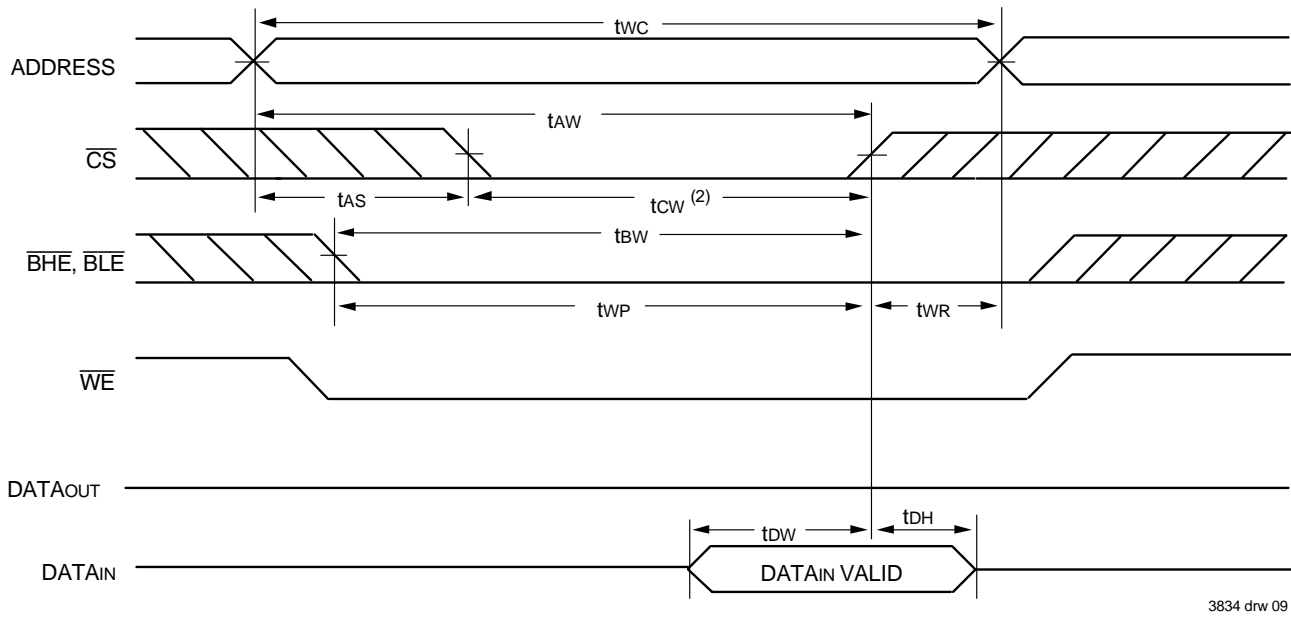 tWC
ADDRESS
tAW
CS
tAS
tCW (2)
tBW
BHE, BLE
tWP
tWR
WE
DATAOUT
tDW
tDH
DATAIN
DATAIN VALID
3834 drw 09